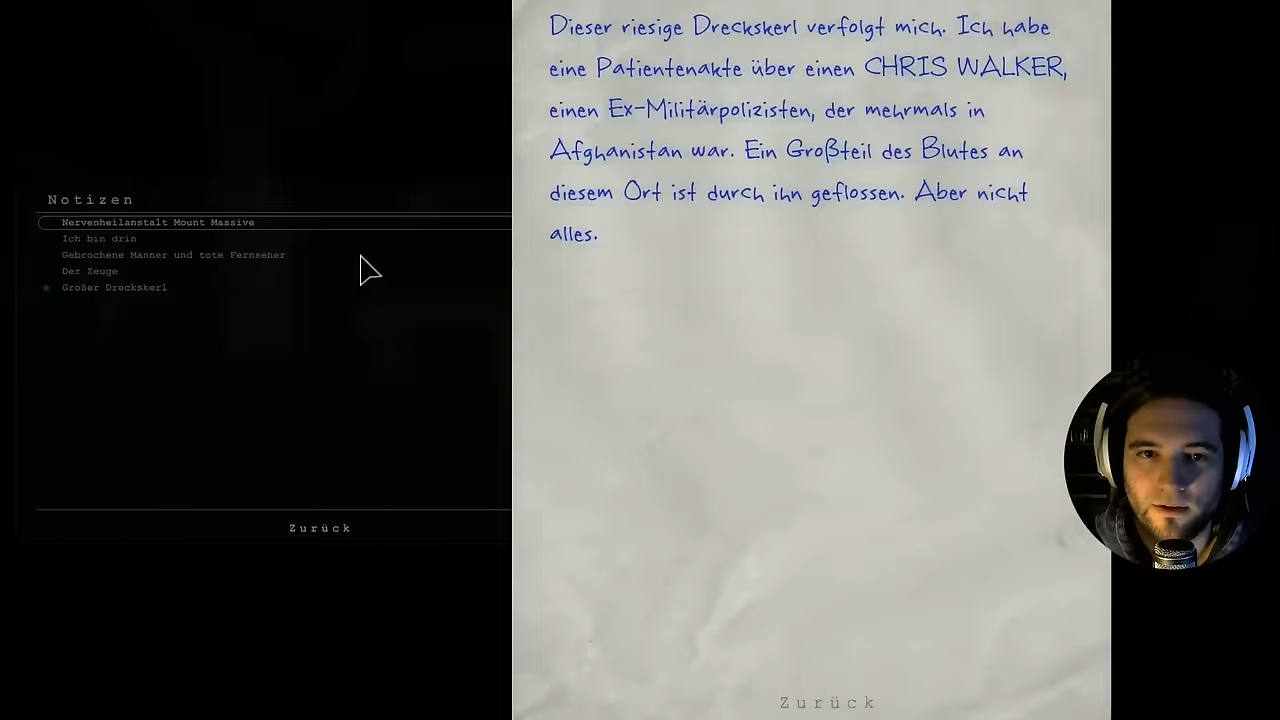 Notizen
Nervenheilanstalt Mount Massive
Ich bin drin
Gebrochene Männer und tote Fernseher
Der Zeuge
Großer Dreckskerl
Zurück
Dieser riesige Dreckskerl verfolgt mich. Ich habe
eine Patientenakte über einen CHRIS WALKER,
einen Ex-Militärpolizisten, der mehrmals in
Afghanistan war. Ein Großteil des Blutes an
diesem Ort ist durch ihn geflossen. Aber nicht
alles.
Zurück